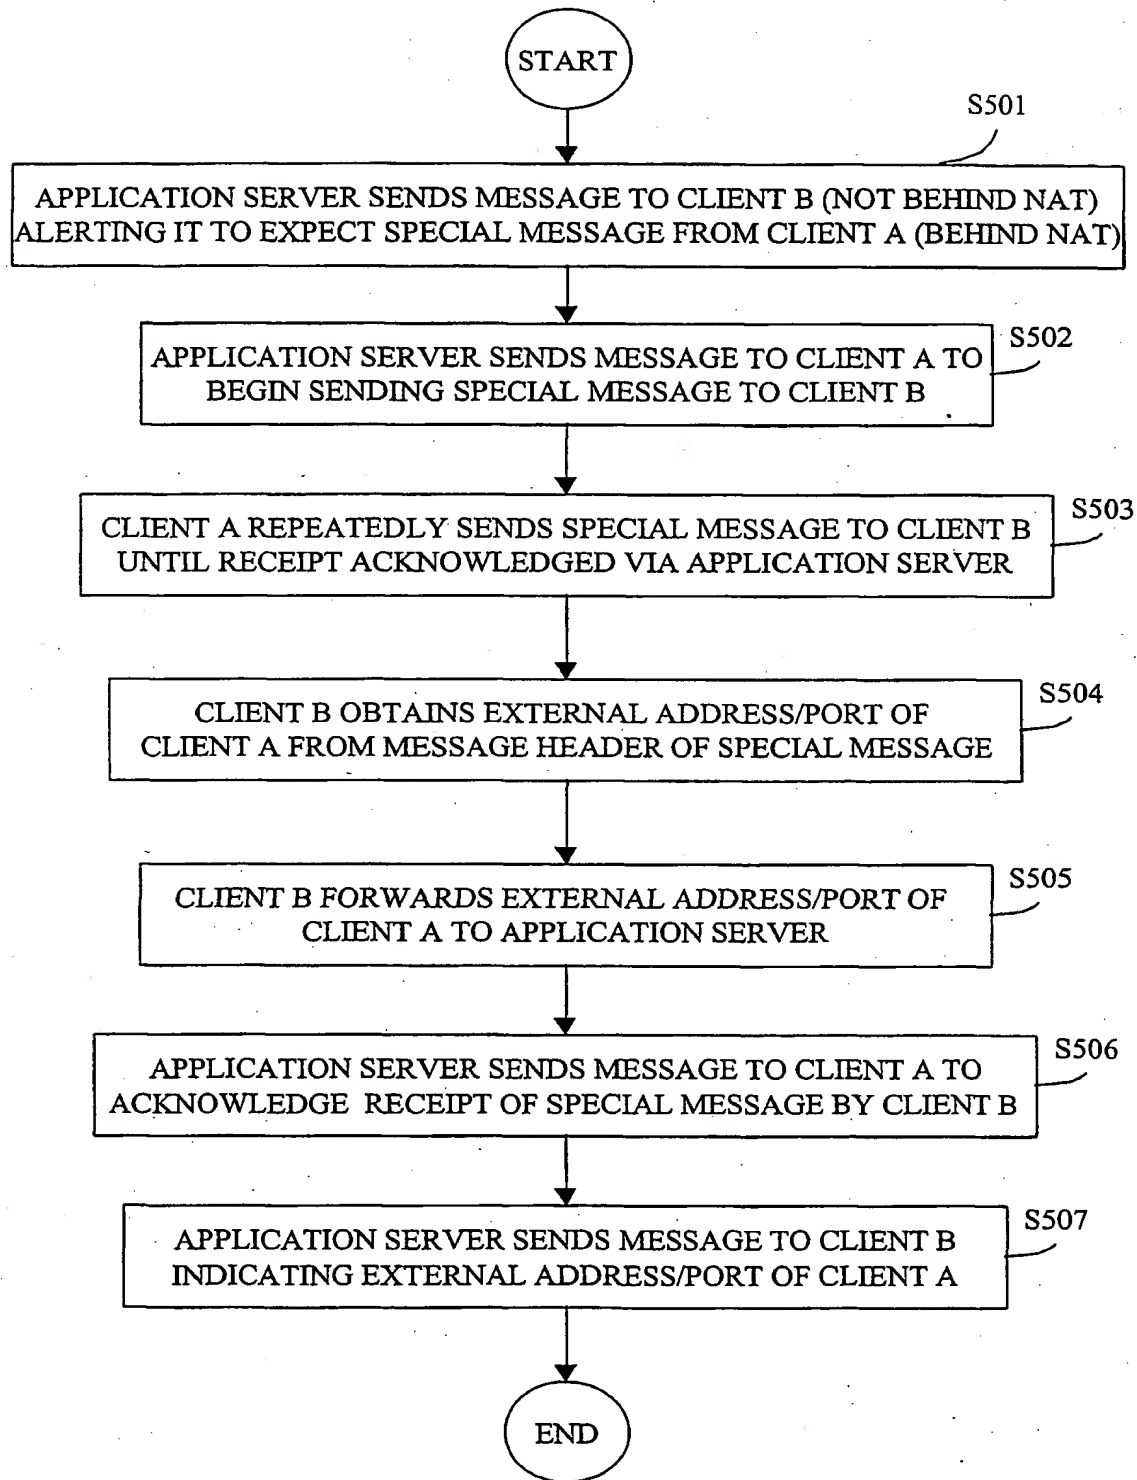 START
S501
APPLICATION SERVER SENDS MESSAGE TO CLIENT B (NOT BEHIND NAT)
ALERTING IT TO EXPECT SPECIAL MESSAGE FROM CLIENT A (BEHIND NAT)
S502
APPLICATION SERVER SENDS MESSAGE TO CLIENT A TO
BEGIN SENDING SPECIAL MESSAGE TO CLIENT B
S503
CLIENT A REPEATEDLY SENDS SPECIAL MESSAGE TO CLIENT B
UNTIL RECEIPT ACKNOWLEDGED VIA APPLICATION SERVER
S504
CLIENT B OBTAINS EXTERNAL ADDRESS/PORT OF
CLIENT A FROM MESSAGE HEADER OF SPECIAL MESSAGE
S505
CLIENT B FORWARDS EXTERNAL ADDRESS/PORT OF
CLIENT A TO APPLICATION SERVER
S506
APPLICATION SERVER SENDS MESSAGE TO CLIENT A TO
ACKNOWLEDGE RECEIPT OF SPECIAL MESSAGE BY CLIENT B
S507
APPLICATION SERVER SENDS MESSAGE TO CLIENT B
INDICATING EXTERNAL ADDRESS/PORT OF CLIENT A
END